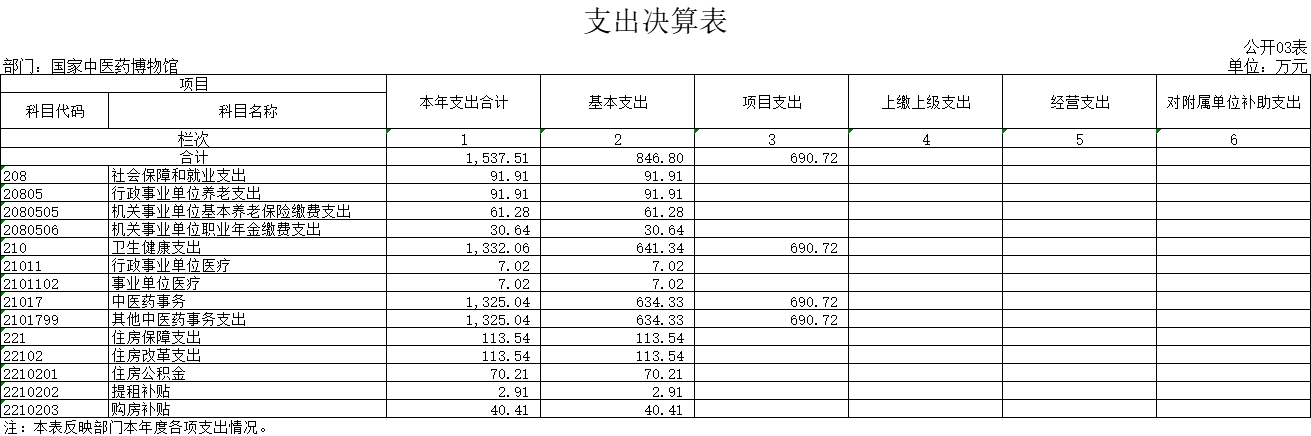 支出决算表
公开03表
部门：国家中医药博物馆 单位：万元
项目 本年支出合计 基本支出 项目支出 上缴上级支出 经营支出 对附属单位补助支出
科目代码 科目名称
栏次 1 2 3 4 5 6
合计 1,537.51 846.80 690.72
208 社会保障和就业支出 91.91 91.91
20805 行政事业单位养老支出 91.91 91.91
2080505 机关事业单位基本养老保险缴费支出 61.28 61.28
2080506 机关事业单位职业年金缴费支出 30.64 30.64
210 卫生健康支出 1,332.06 641.34 690.72
21011 行政事业单位医疗 7.02 7.02
2101102 事业单位医疗 7.02 7.02
21017 中医药事务 1,325.04 634.33 690.72
2101799 其他中医药事务支出 1,325.04 634.33 690.72
221 住房保障支出 113.54 113.54
22102 住房改革支出 113.54 113.54
2210201 住房公积金 70.21 70.21
2210202 提租补贴 2.91 2.91
2210203 购房补贴 40.41 40.41
注：本表反映部门本年度各项支出情况。